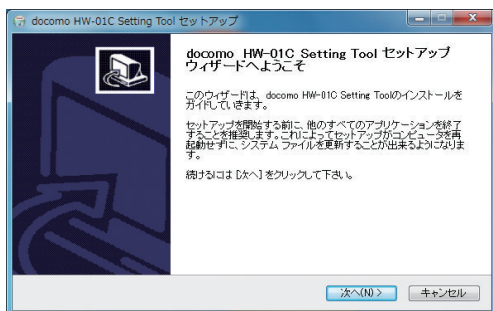 docomo HW-01C Setting Tool セットアップ
docomo HW-01C Setting Tool セットアップ
ウィザードへようこそ
このウィザードは、docomo HW-01C Setting Toolのインストールを
ガイドしていきます。
セットアップを開始する前に、他のすべてのアプリケーションを終了
することを推奨します。これによってセットアップがコンピュータを再
起動せずに、システム ファイルを更新することが出来るようになりま
す。
続けるには [次へ] をクリックして下さい。
次へ(N) >
キャンセル